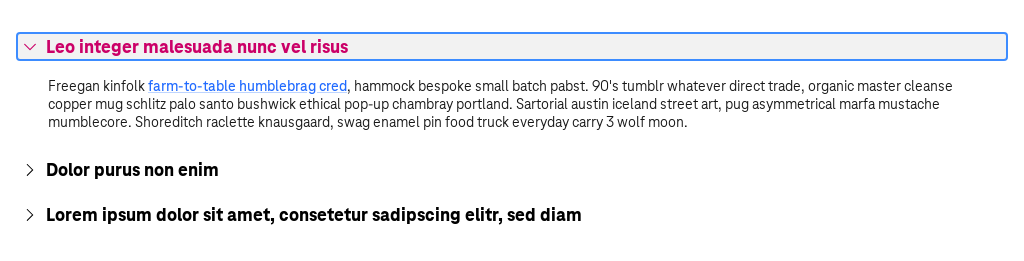 Leo integer malesuada nunc vel risus
Freegan kinfolk farm-to-table humblebrag cred, hammock bespoke small batch pabst. 90's tumblr whatever direct trade, organic master cleanse
copper mug schlitz palo santo bushwick ethical pop-up chambray portland. Sartorial austin iceland street art, pug asymmetrical marfa mustache
mumblecore. Shoreditch raclette knausgaard, swag enamel pin food truck everyday carry 3 wolf moon.
Dolor purus non enim
Lorem ipsum dolor sit amet, consetetur sadipscing elitr, sed diam